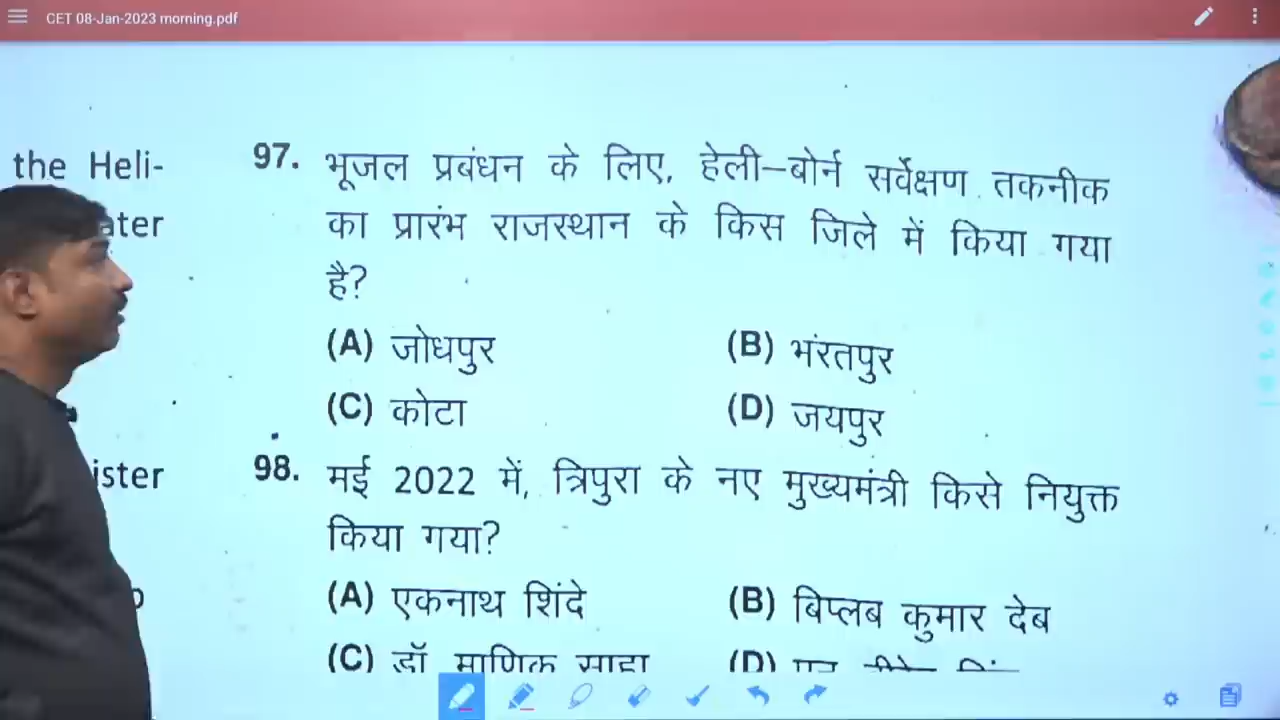 CET 08-Jan-2023 morning.pdf
the Heli-
ater
ister
97. भूजल प्रबंधन के लिए, हेली–बोर्न सर्वेक्षण तकनीक
का प्रारंभ राजस्थान के किस जिले में किया गया
है?
(A) जोधपुर (B) भरतपुर
(C) कोटा (D) जयपुर
98. मई 2022 में, त्रिपुरा के नए मुख्यमंत्री किसे नियुक्त
किया गया?
(A) एकनाथ शिंदे (B) बिप्लब कुमार देब
(C) डॉ माणिक साहा (D)